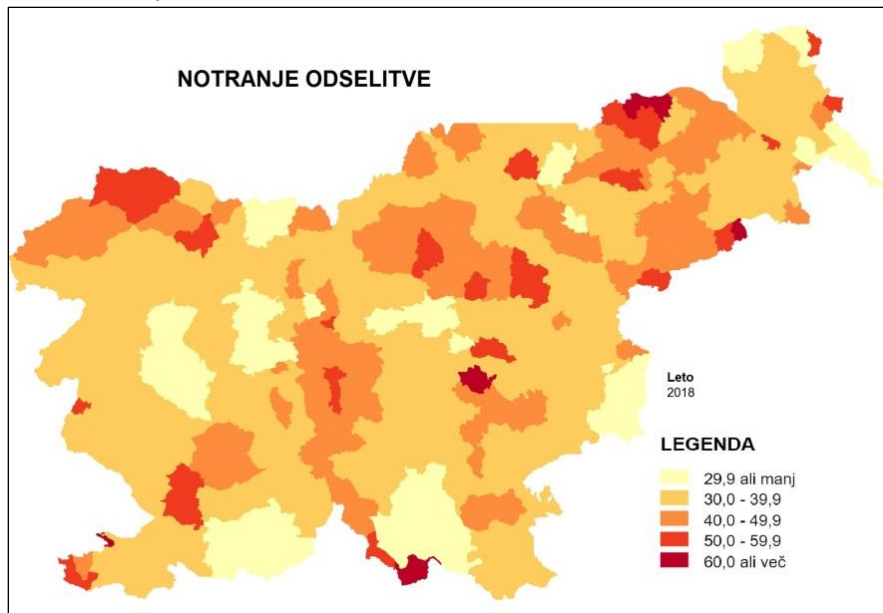 NOTRANJE ODSELITVE
Leto
2018
LEGENDA
29,9 ali manj
30,0 - 39,9
40,0 - 49,9
50,0 - 59,9
60,0 ali več